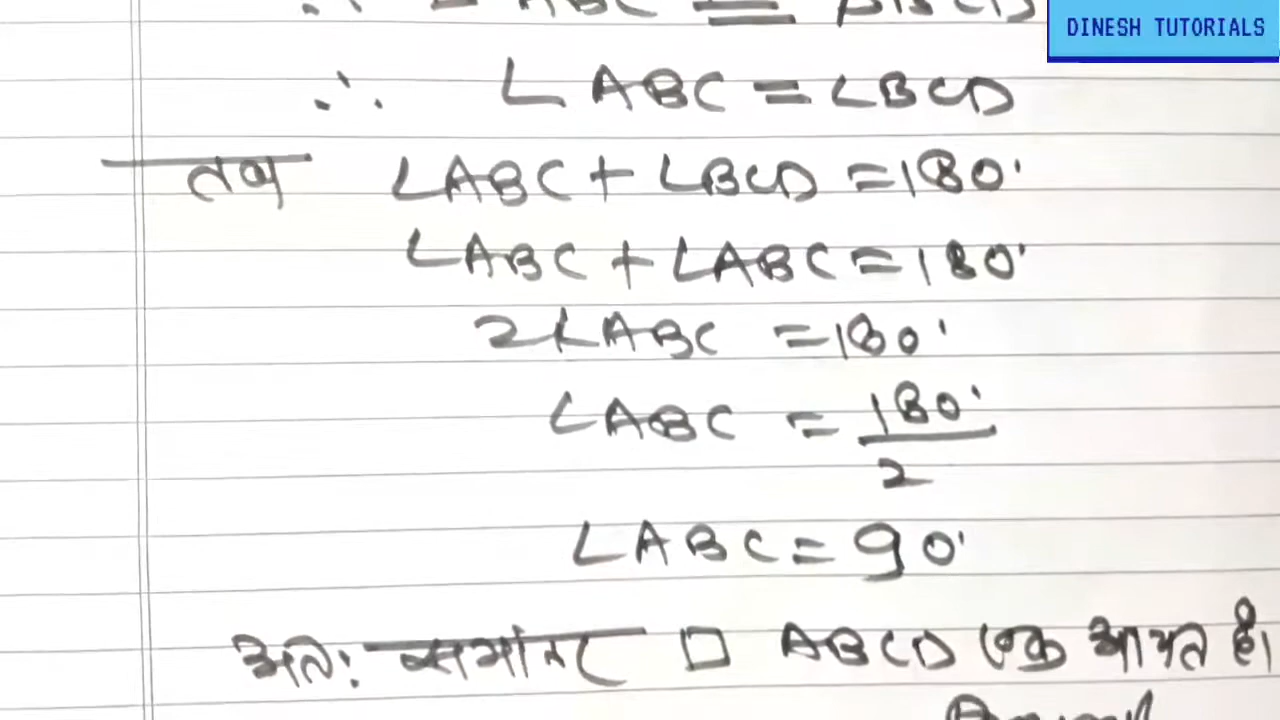 DINESH TUTORIALS
∴ ABC ≅
∴ ∠ABC = ∠BCD
तब ∠ABC + ∠BCD = 180°
∠ABC + ∠ABC = 180°
2∠ABC = 180°
∠ABC = 180°/2
∠ABC = 90°
अतः समांतर □ ABCD एक आयत है।